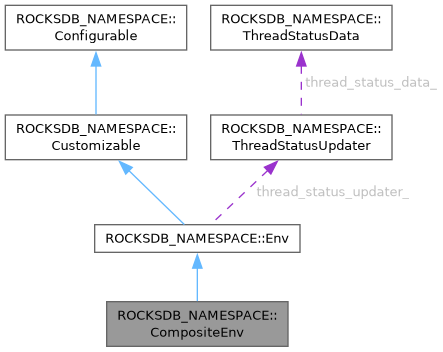 ROCKSDB_NAMESPACE::
Configurable
ROCKSDB_NAMESPACE::
ThreadStatusData
thread_status_data_
ROCKSDB_NAMESPACE::
Customizable
ROCKSDB_NAMESPACE::
ThreadStatusUpdater
thread_status_updater_
ROCKSDB_NAMESPACE::Env
ROCKSDB_NAMESPACE::
CompositeEnv